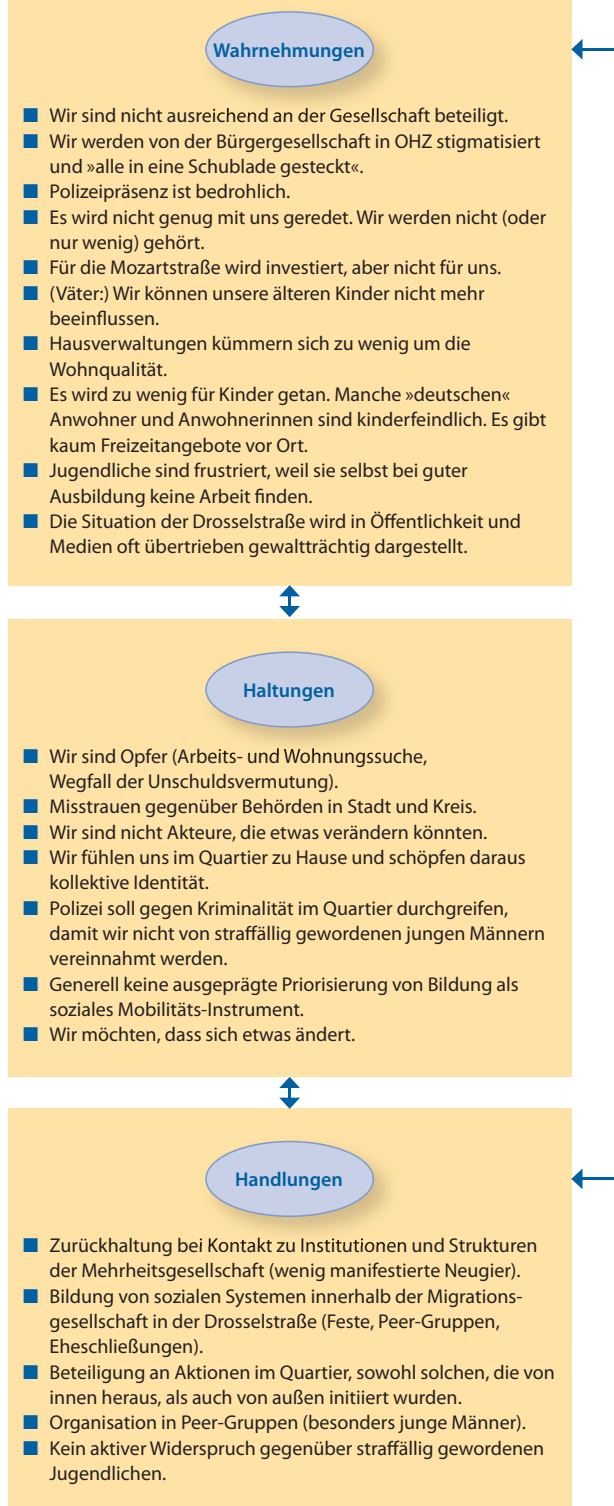 Wahrnehmungen
■ Wir sind nicht ausreichend an der Gesellschaft beteiligt.
■ Wir werden von der Bürgergesellschaft in OHZ stigmatisiert
und »alle in eine Schublade gesteckt«.
■ Polizeipräsenz ist bedrohlich.
■ Es wird nicht genug mit uns geredet. Wir werden nicht (oder
nur wenig) gehört.
■ Für die Mozartstraße wird investiert, aber nicht für uns.
■ (Väter:) Wir können unsere älteren Kinder nicht mehr
beeinflussen.
■ Hausverwaltungen kümmern sich zu wenig um die
Wohnqualität.
■ Es wird zu wenig für Kinder getan. Manche »deutschen«
Anwohner und Anwohnerinnen sind kinderfeindlich. Es gibt
kaum Freizeitangebote vor Ort.
■ Jugendliche sind frustriert, weil sie selbst bei guter
Ausbildung keine Arbeit finden.
■ Die Situation der Drosselstraße wird in Öffentlichkeit und
Medien oft übertrieben gewaltträchtig dargestellt.
Haltungen
■ Wir sind Opfer (Arbeits- und Wohnungssuche,
Wegfall der Unschuldsvermutung).
■ Misstrauen gegenüber Behörden in Stadt und Kreis.
■ Wir sind nicht Akteure, die etwas verändern könnten.
■ Wir fühlen uns im Quartier zu Hause und schöpfen daraus
kollektive Identität.
■ Polizei soll gegen Kriminalität im Quartier durchgreifen,
damit wir nicht von straffällig gewordenen jungen Männern
vereinnahmt werden.
■ Generell keine ausgeprägte Priorisierung von Bildung als
soziales Mobilitäts-Instrument.
■ Wir möchten, dass sich etwas ändert.
Handlungen
■ Zurückhaltung bei Kontakt zu Institutionen und Strukturen
der Mehrheitsgesellschaft (wenig manifestierte Neugier).
■ Bildung von sozialen Systemen innerhalb der Migrations-
gesellschaft in der Drosselstraße (Feste, Peer-Gruppen,
Eheschließungen).
■ Beteiligung an Aktionen im Quartier, sowohl solchen, die von
innen heraus, als auch von außen initiiert wurden.
■ Organisation in Peer-Gruppen (besonders junge Männer).
■ Kein aktiver Widerspruch gegenüber straffällig gewordenen
Jugendlichen.